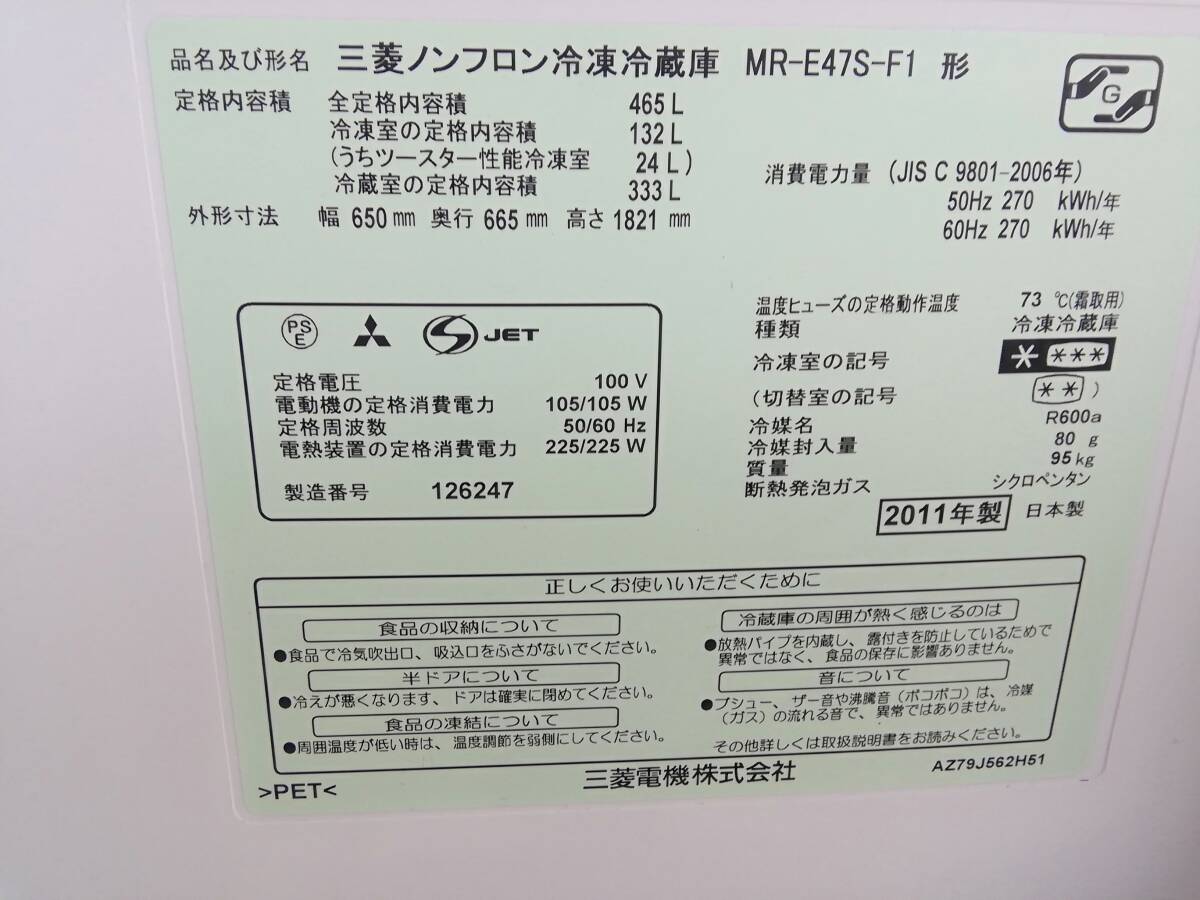 品名及び形名 三菱ノンフロン冷凍冷蔵庫 MR-E47S-F1 形
定格内容積 全定格内容積 465 L
冷凍室の定格内容積 132 L
(うちツースター性能冷凍室 24 L )
冷蔵室の定格内容積 333 L
外形寸法 幅 650 mm 奥行 665 mm 高さ 1821 mm
G
消費電力量 (JIS C 9801-2006年)
50Hz 270 kWh/年
60Hz 270 kWh/年
PS E JET
定格電圧 100 V
電動機の定格消費電力 105/105 W
定格周波数 50/60 Hz
電熱装置の定格消費電力 225/225 W
製造番号 126247
温度ヒューズの定格動作温度 73 ℃(霜取用)
種類 冷凍冷蔵庫
冷凍室の記号 * ***
(切替室の記号 ** )
冷媒名 R600a
冷媒封入量 80 g
質量 95 kg
断熱発泡ガス シクロペンタン
2011年製 日本製
正しくお使いいただくために
食品の収納について
●食品で冷気吹出口、吸込口をふさがないでください。
半ドアについて
●冷えが悪くなります、ドアは確実に閉めてください。
食品の凍結について
●周囲温度が低い時は、温度調節を弱側にしてください。
冷蔵庫の周囲が熱く感じるのは
●放熱パイプを内蔵し、露付きを防止しているためで
異常ではなく、食品の保存に影響ありません。
音について
●プシュー、ザー音や沸騰音(ポコポコ)は、冷媒
(ガス)の流れる音で、異常ではありません。
その他詳しくは取扱説明書をお読みください。
>PET< 三菱電機株式会社 AZ79J562H51